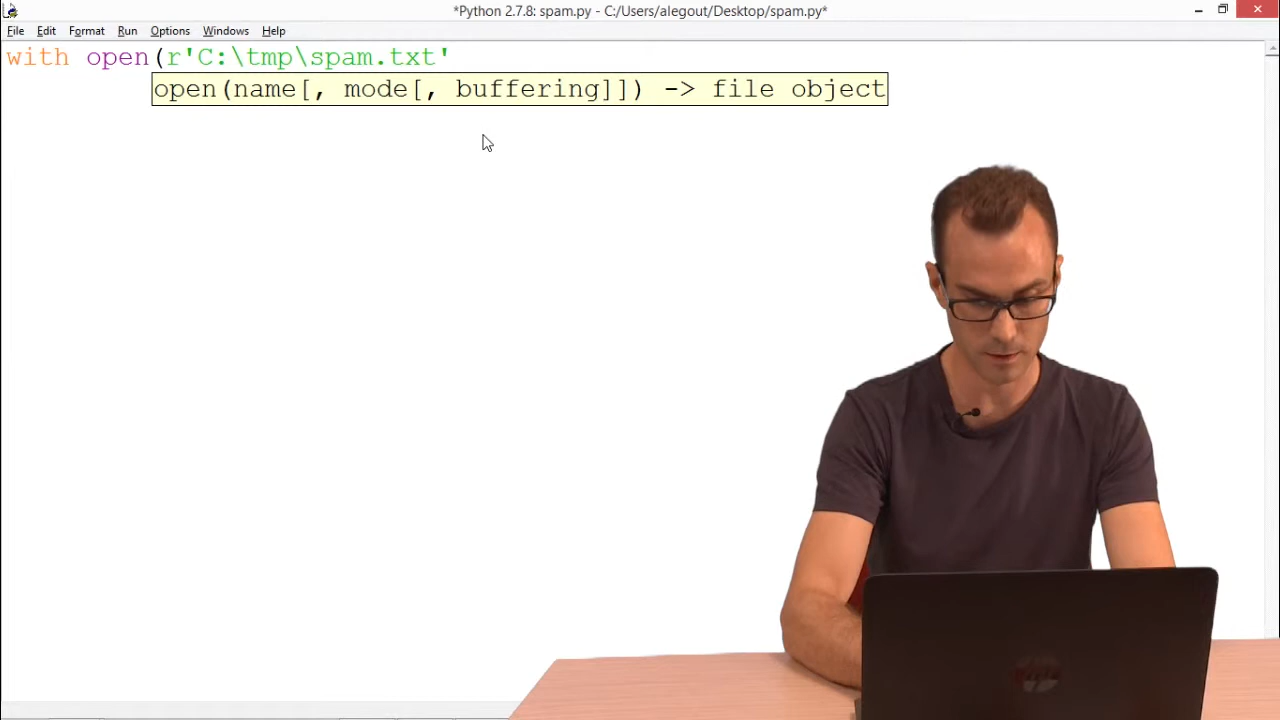 *Python 2.7.8: spam.py - C:/Users/alegout/Desktop/spam.py*
File Edit Format Run Options Windows Help
with open(r'C:\tmp\spam.txt'
open(name[, mode[, buffering]]) -> file object